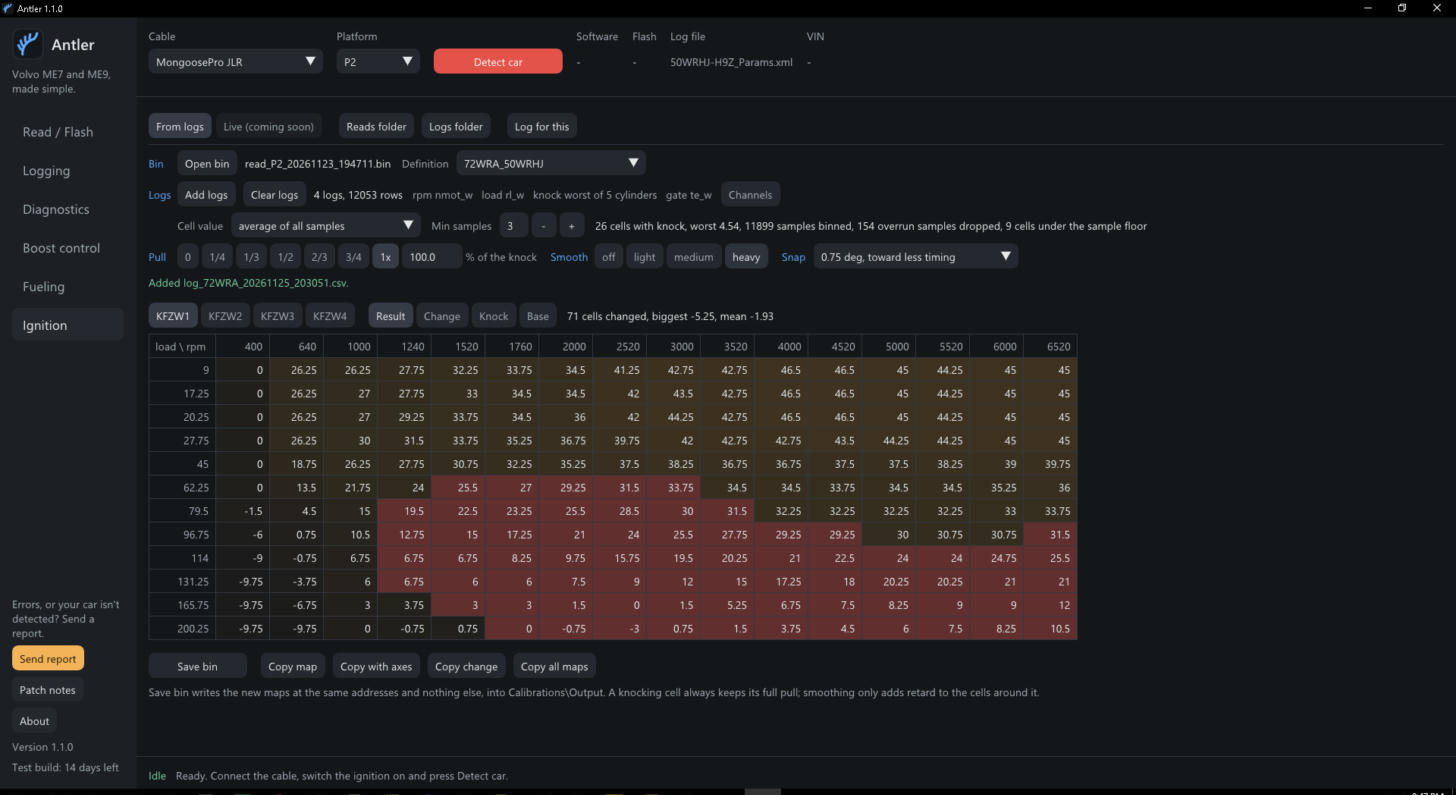 Antler 1.1.0
Antler
Volvo ME7 and ME9,
made simple.
Read / Flash
Logging
Diagnostics
Boost control
Fueling
Ignition
Errors, or your car isn't
detected? Send a
report.
Send report
Patch notes
About
Version 1.1.0
Test build: 14 days left
Cable Platform Software Flash Log file VIN
MongoosePro JLR P2 Detect car - - 50WRHJ-H9Z_Params.xml -
From logs Live (coming soon) Reads folder Logs folder Log for this
Bin Open bin read_P2_20261123_194711.bin Definition 72WRA_50WRHJ
Logs Add logs Clear logs 4 logs, 12053 rows rpm nmot_w load rl_w knock worst of 5 cylinders gate te_w Channels
Cell value average of all samples Min samples 3 - + 26 cells with knock, worst 4.54, 11899 samples binned, 154 overrun samples dropped, 9 cells under the sample floor
Pull 0 1/4 1/3 1/2 2/3 3/4 1x 100.0 % of the knock Smooth off light medium heavy Snap 0.75 deg, toward less timing
Added log_72WRA_20261125_203051.csv.
KFZW1 KFZW2 KFZW3 KFZW4 Result Change Knock Base 71 cells changed, biggest -5.25, mean -1.93
load \ rpm 400 640 1000 1240 1520 1760 2000 2520 3000 3520 4000 4520 5000 5520 6000 6520
9 0 26.25 26.25 27.75 32.25 33.75 34.5 41.25 42.75 42.75 46.5 46.5 45 44.25 45 45
17.25 0 26.25 27 27.75 33 34.5 34.5 42 43.5 42.75 46.5 46.5 45 44.25 45 45
20.25 0 26.25 27 29.25 33.75 34.5 36 42 44.25 42.75 46.5 46.5 45 44.25 45 45
27.75 0 26.25 30 31.5 33.75 35.25 36.75 39.75 42 42.75 42.75 43.5 44.25 44.25 45 45
45 0 18.75 26.25 27.75 30.75 32.25 35.25 37.5 38.25 36.75 36.75 37.5 37.5 38.25 39 39.75
62.25 0 13.5 21.75 24 25.5 27 29.25 31.5 33.75 34.5 34.5 33.75 34.5 34.5 35.25 36
79.5 -1.5 4.5 15 19.5 22.5 23.25 25.5 28.5 30 31.5 32.25 32.25 32.25 32.25 33 33.75
96.75 -6 0.75 10.5 12.75 15 17.25 21 24 25.5 27.75 29.25 29.25 30 30.75 30.75 31.5
114 -9 -0.75 6.75 6.75 6.75 8.25 9.75 15.75 19.5 20.25 21 22.5 24 24 24.75 25.5
131.25 -9.75 -3.75 6 6.75 6 6 7.5 9 12 15 17.25 18 20.25 20.25 21 21
165.75 -9.75 -6.75 3 3.75 3 3 1.5 0 1.5 5.25 6.75 7.5 8.25 9 9 12
200.25 -9.75 -9.75 0 -0.75 0.75 0 -0.75 -3 0.75 1.5 3.75 4.5 6 7.5 8.25 10.5
Save bin Copy map Copy with axes Copy change Copy all maps
Save bin writes the new maps at the same addresses and nothing else, into Calibrations\Output. A knocking cell always keeps its full pull; smoothing only adds retard to the cells around it.
Idle Ready. Connect the cable, switch the ignition on and press Detect car.